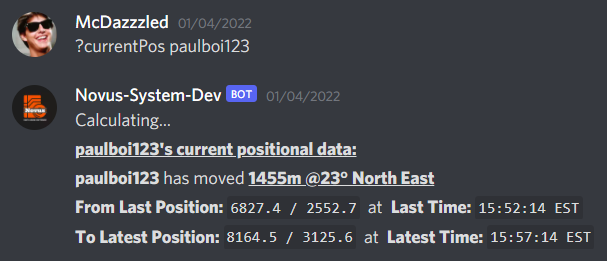 McDazzzled 01/04/2022
?currentPos paulboi123
Novus-System-Dev BOT 01/04/2022
Calculating...
paulboi123's current positional data:
paulboi123 has moved 1455m @23° North East
From Last Position: 6827.4 / 2552.7 at Last Time: 15:52:14 EST
To Latest Position: 8164.5 / 3125.6 at Latest Time: 15:57:14 EST